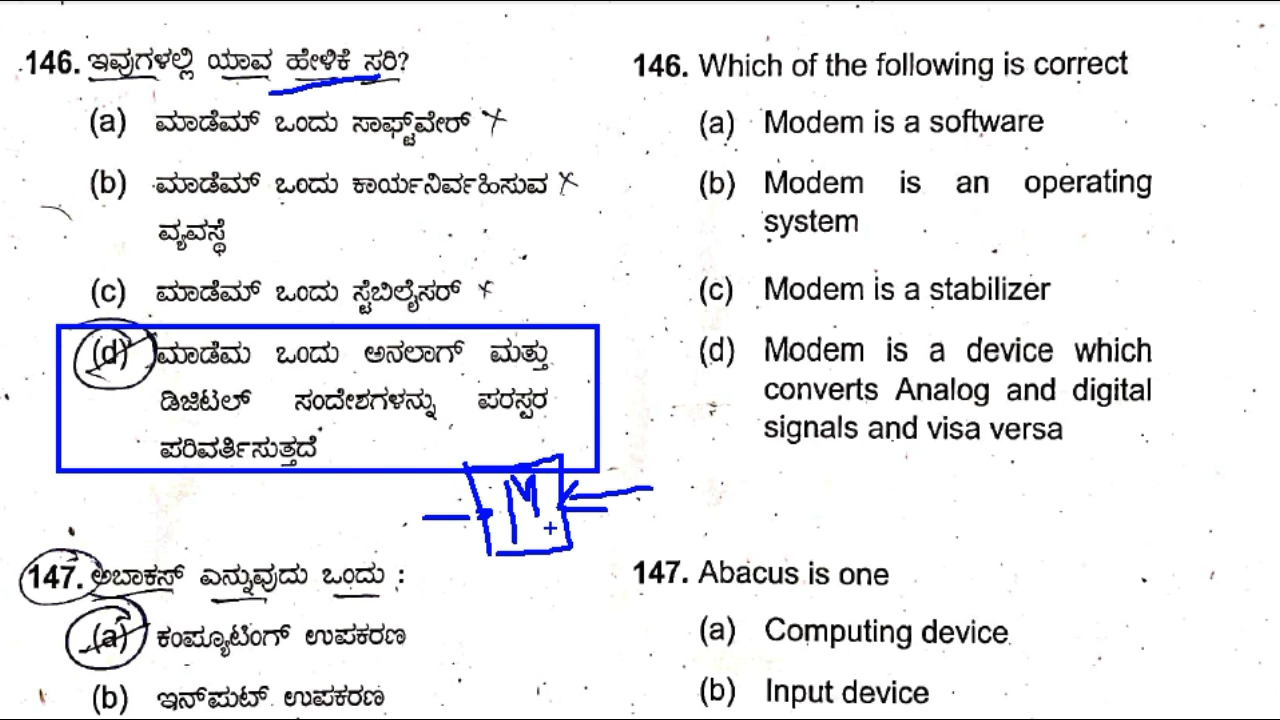 146. ಇವುಗಳಲ್ಲಿ ಯಾವ ಹೇಳಿಕೆ ಸರಿ?
(a) ಮಾಡೆಮ್ ಒಂದು ಸಾಫ್ಟ್‌ವೇರ್
(b) ಮಾಡೆಮ್ ಒಂದು ಕಾರ್ಯನಿರ್ವಹಿಸುವ
ವ್ಯವಸ್ಥೆ
(c) ಮಾಡೆಮ್ ಒಂದು ಸ್ಟೆಬಿಲೈಸರ್
(d) ಮಾಡೆಮ ಒಂದು ಅನಲಾಗ್ ಮತ್ತು
ಡಿಜಿಟಲ್ ಸಂದೇಶಗಳನ್ನು ಪರಸ್ಪರ
ಪರಿವರ್ತಿಸುತ್ತದೆ
M
147. ಅಬಾಕಸ್ ಎನ್ನುವುದು ಒಂದು :
(a) ಕಂಪ್ಯೂಟಿಂಗ್ ಉಪಕರಣ
(b) ಇನ್‌ಪುಟ್ ಉಪಕರಣ
146. Which of the following is correct
(a) Modem is a software
(b) Modem is an operating
system
(c) Modem is a stabilizer
(d) Modem is a device which
converts Analog and digital
signals and visa versa
147. Abacus is one
(a) Computing device
(b) Input device